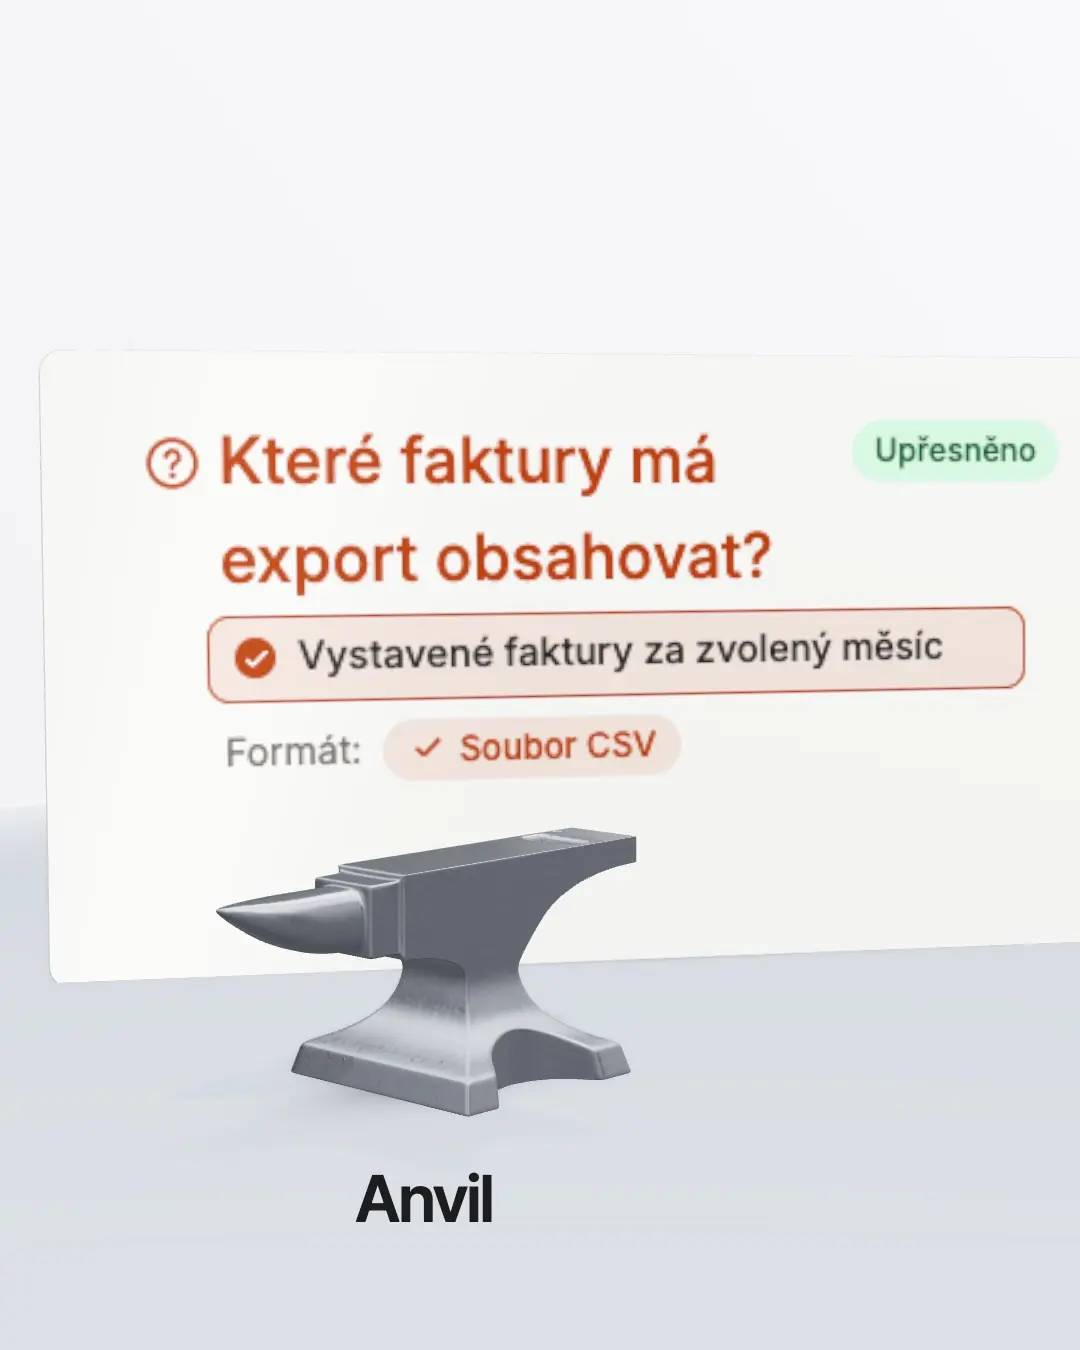 Které faktury má
export obsahovat?
Upřesněno
Vystavené faktury za zvolený měsíc
Formát: Soubor CSV
Anvil